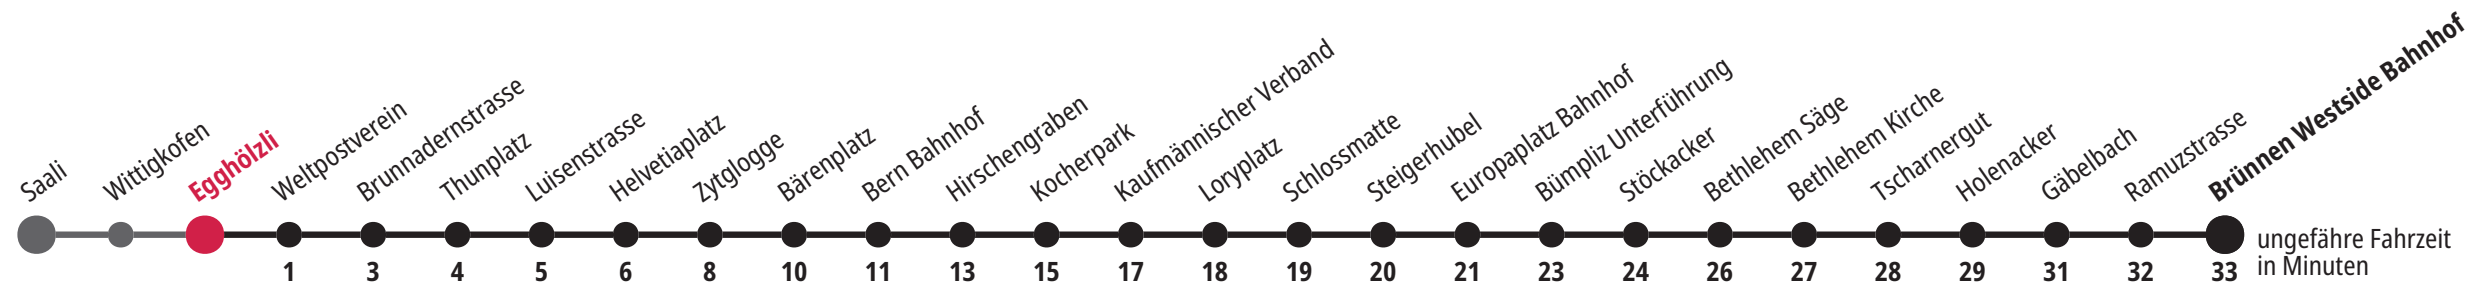 Saali
Wittigkofen
Egghölzli
Weltpostverein
Brunnadernstrasse
Thunplatz
Luisenstrasse
Helvetiaplatz
Zytglogge
Bärenplatz
Bern Bahnhof
Hirschengraben
Kocherpark
Kaufmännischer Verband
Loryplatz
Schlossmatte
Steigerhubel
Europaplatz Bahnhof
Bümpliz Unterführung
Stöckacker
Bethlehem Säge
Bethlehem Kirche
Tscharnergut
Holenacker
Gäbelbach
Ramuzstrasse
Brünnen Westside Bahnhof
1 3 4 5 6 8 10 11 13 15 17 18 19 20 21 23 24 26 27 28 29 31 32 33
ungefähre Fahrzeit
in Minuten